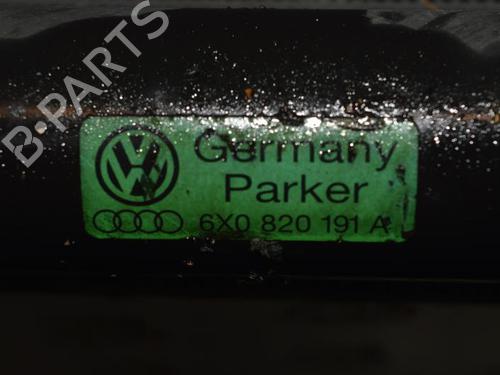 B-PARTS
Germany
Parker
6X0 820 191 A